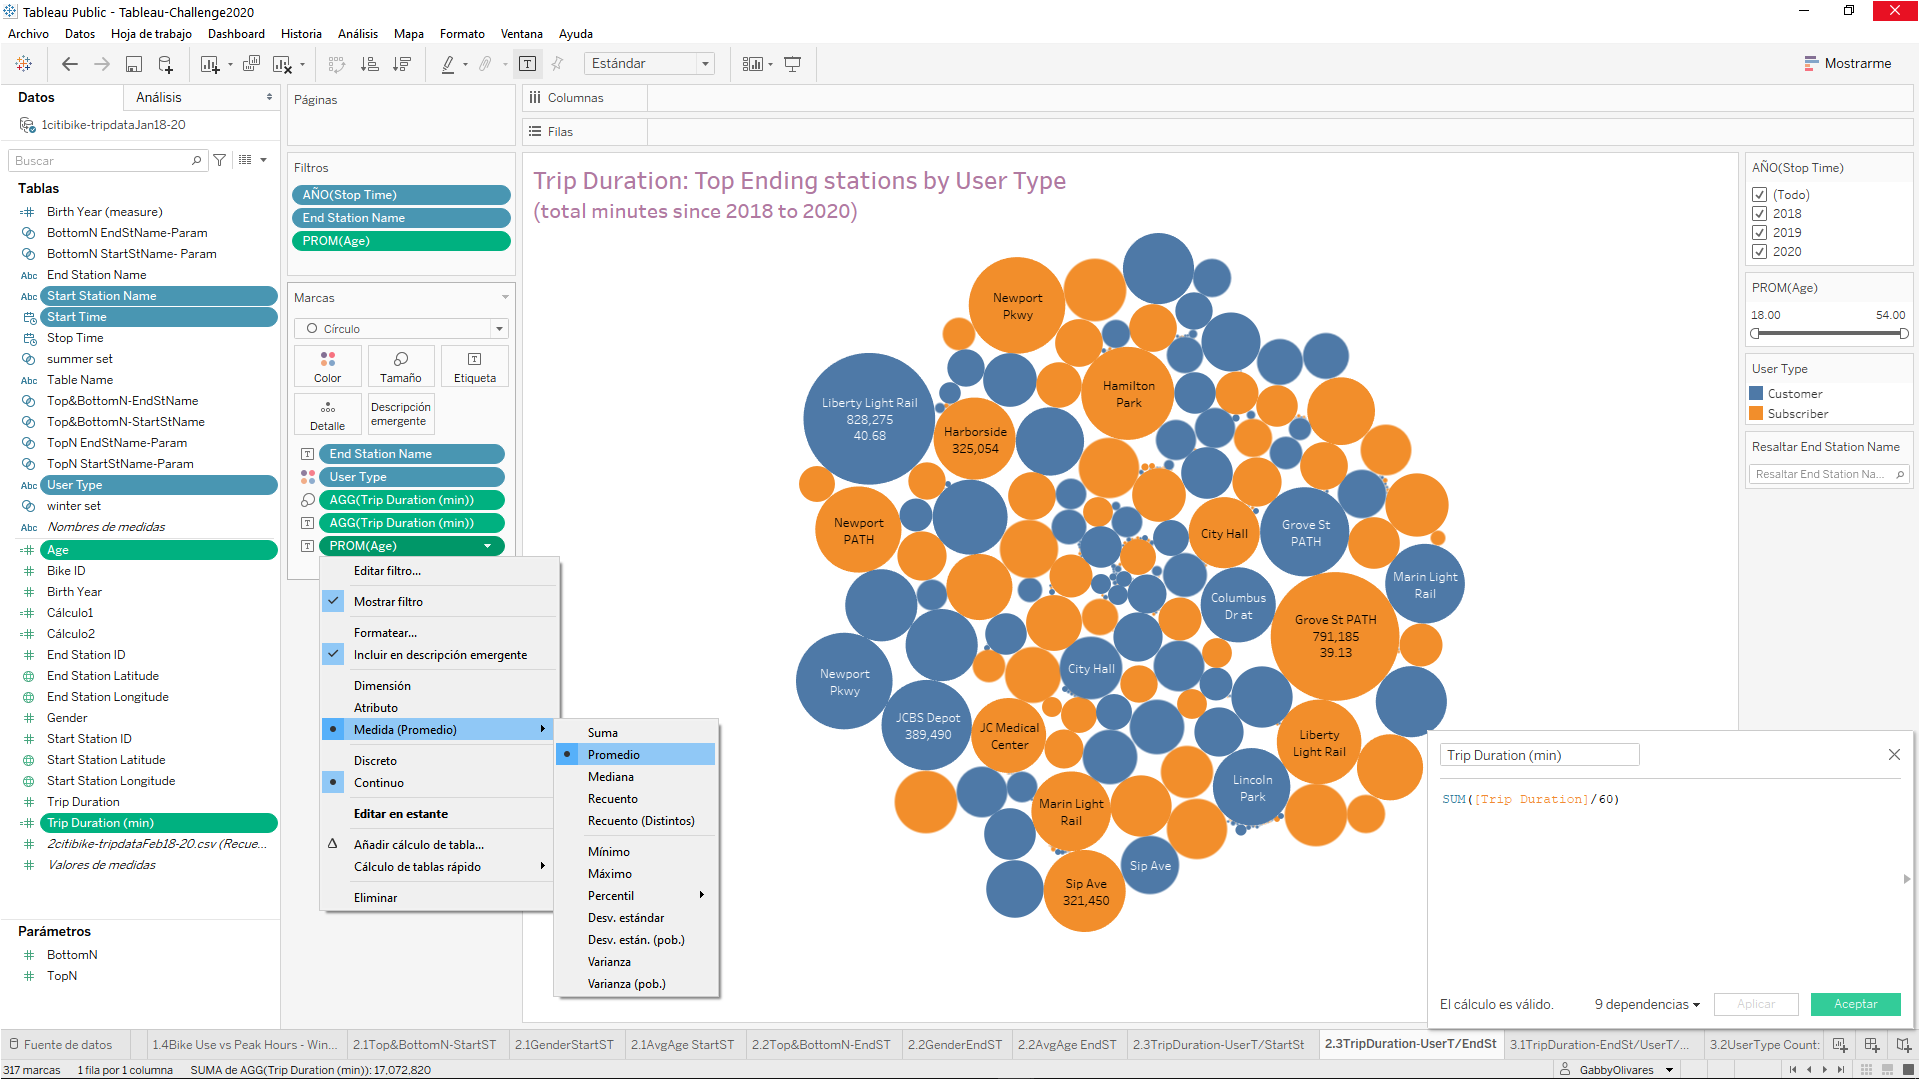 Tableau Public - Tableau-Challenge2020
Archivo Datos Hoja de trabajo Dashboard Historia Análisis Mapa Formato Ventana Ayuda
Estándar
Mostrarme
Datos
Análisis
1citibike-tripdataJan18-20
Buscar
Tablas
Birth Year (measure)
BottomN EndStName-Param
BottomN StartStName- Param
Abc End Station Name
Abc Start Station Name
Start Time
Stop Time
summer set
Abc Table Name
Top&BottomN-EndStName
Top&BottomN-StartStName
TopN EndStName-Param
TopN StartStName-Param
Abc User Type
winter set
Abc Nombres de medidas
Age
Bike ID
Birth Year
Cálculo1
Cálculo2
End Station ID
End Station Latitude
End Station Longitude
Gender
Start Station ID
Start Station Latitude
Start Station Longitude
Trip Duration
Trip Duration (min)
2citibike-tripdataFeb18-20.csv (Recue...
Valores de medidas
Parámetros
BottomN
TopN
Páginas
Filtros
AÑO(Stop Time)
End Station Name
PROM(Age)
Marcas
Círculo
Color
Tamaño
Etiqueta
Detalle
Descripción
emergente
End Station Name
User Type
AGG(Trip Duration (min))
AGG(Trip Duration (min))
PROM(Age)
Editar filtro...
Mostrar filtro
Formatear...
Incluir en descripción emergente
Dimensión
Atributo
Medida (Promedio)
Discreto
Continuo
Editar en estante
Añadir cálculo de tabla...
Cálculo de tablas rápido
Eliminar
Suma
Promedio
Mediana
Recuento
Recuento (Distintos)
Mínimo
Máximo
Percentil
Desv. estándar
Desv. están. (pob.)
Varianza
Varianza (pob.)
Columnas
Filas
Trip Duration: Top Ending stations by User Type
(total minutes since 2018 to 2020)
Newport
Pkwy
Hamilton
Park
Liberty Light Rail
828,275
40.68
Harborside
325,054
Newport
PATH
City Hall
Grove St
PATH
Marin Light
Rail
Columbus
Dr at
Grove St PATH
791,185
39.13
City Hall
Newport
Pkwy
JCBS Depot
389,490
JC Medical
Center
Liberty
Light Rail
Lincoln
Park
Marin Light
Rail
Sip Ave
Sip Ave
321,450
AÑO(Stop Time)
(Todo)
2018
2019
2020
PROM(Age)
18.00 54.00
User Type
Customer
Subscriber
Resaltar End Station Name
Resaltar End Station Na...
Trip Duration (min)
SUM([Trip Duration]/60)
El cálculo es válido.
9 dependencias
Aplicar
Aceptar
Fuente de datos
1.4Bike Use vs Peak Hours - Win...
2.1Top&BottomN-StartST
2.1GenderStartST
2.1AvgAge StartST
2.2Top&BottomN-EndST
2.2GenderEndST
2.2AvgAge EndST
2.3TripDuration-UserT/StartSt
2.3TripDuration-UserT/EndSt
3.1TripDuration-EndSt/UserT/...
3.2UserType Count:
317 marcas
1 fila por 1 columna
SUMA de AGG(Trip Duration (min)): 17,072,820
GabbyOlivares